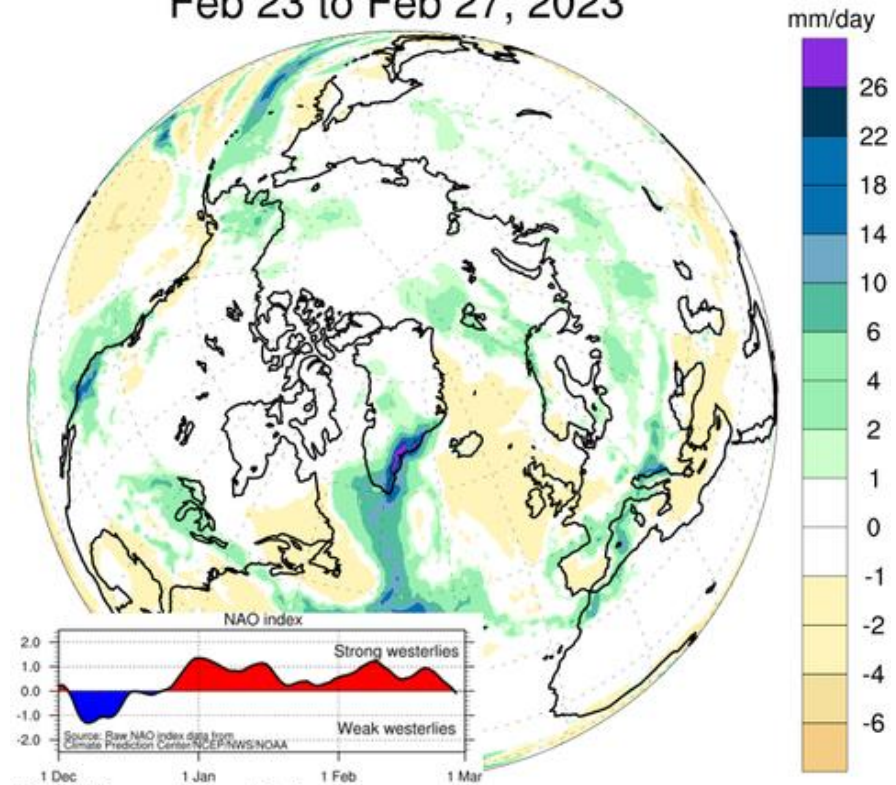 Feb 23 to Feb 27, 2023
mm/day
26
22
18
14
10
6
4
2
1
0
-1
-2
-4
-6
NAO index
2.0
1.0
0.0
-1.0
-2.0
Strong westerlies
Weak westerlies
Source: Raw NAO index data from
Climate Prediction Center/NCEP/NWS/NOAA
1 Dec
1 Jan
1 Feb
1 Mar